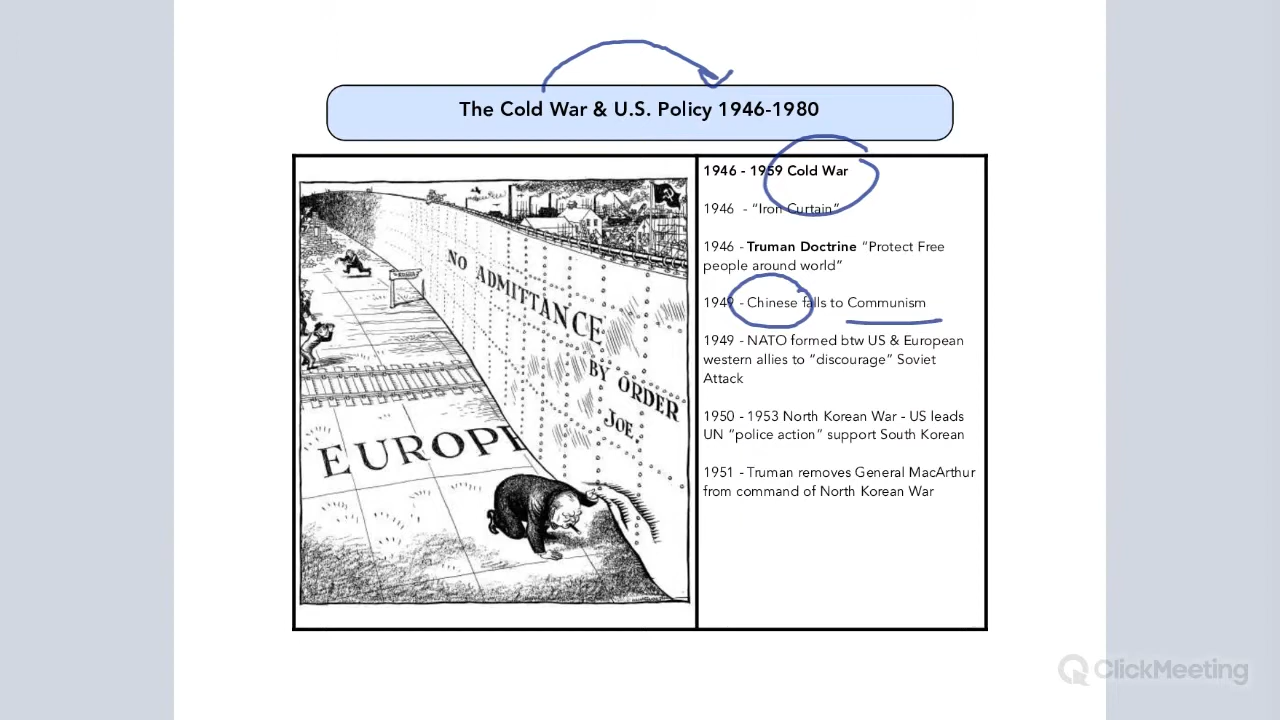 The Cold War & U.S. Policy 1946-1980
NO ADMITTANCE
BY ORDER
JOE.
EUROPE
1946 - 1959 Cold War
1946 - "Iron Curtain"
1946 - Truman Doctrine "Protect Free
people around world"
1949 - Chinese falls to Communism
1949 - NATO formed btw US & European
western allies to "discourage" Soviet
Attack
1950 - 1953 North Korean War - US leads
UN "police action" support South Korean
1951 - Truman removes General MacArthur
from command of North Korean War
ClickMeeting